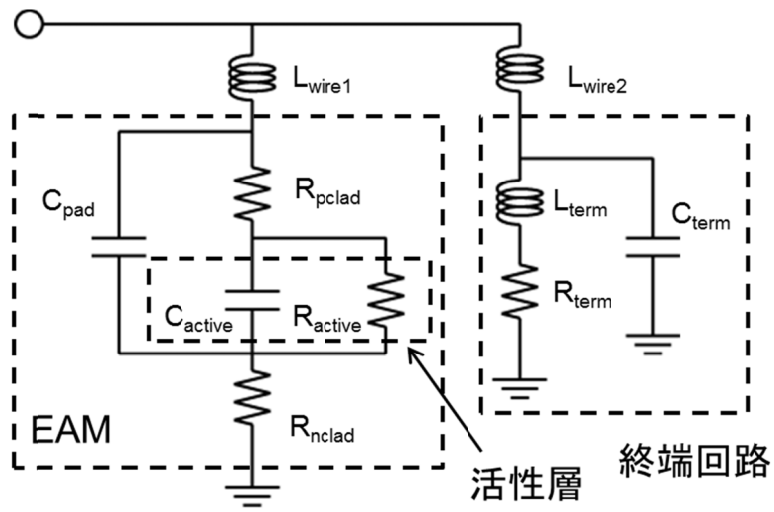 Lwire1
Lwire2
Cpad
Rpclad
Lterm
Cterm
Cactive
Ractive
Rterm
EAM
Rnclad
活性層
終端回路